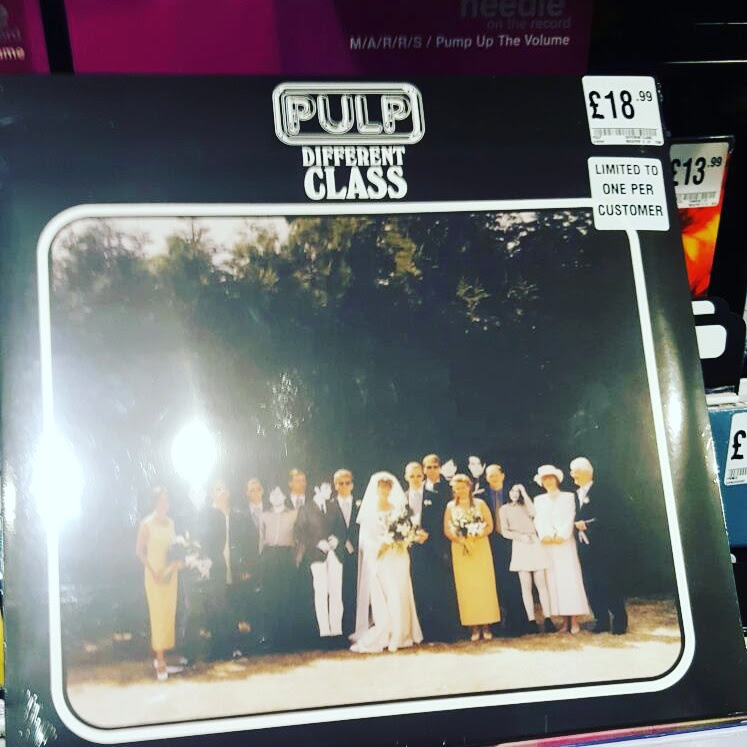 needle
on the record
M/A/R/R/S / Pump Up The Volume
PULP
DIFFERENT
CLASS
£18.99
LIMITED TO
ONE PER
CUSTOMER
£13.99
£